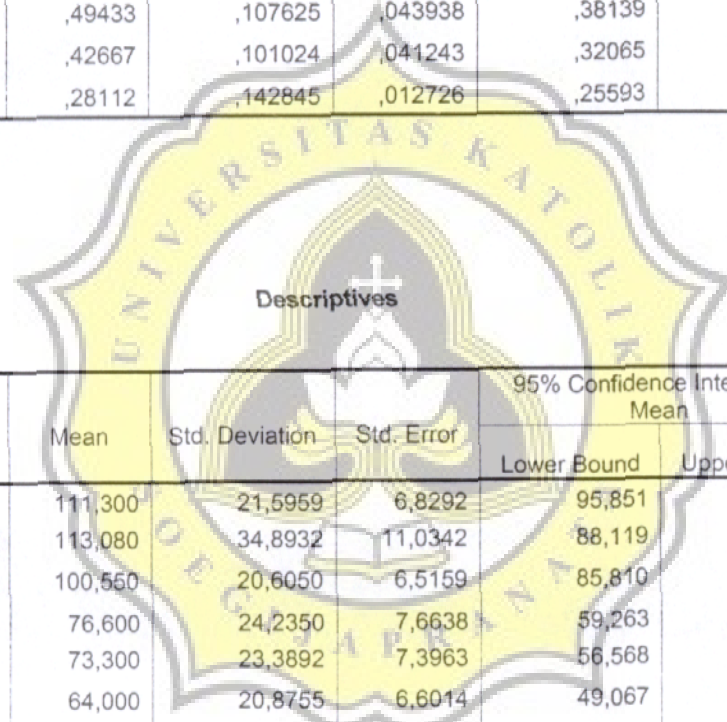 ,49433 ,107625 ,043938 ,38139
,42667 ,101024 ,041243 ,32065
,28112 ,142845 ,012726 ,25593
UNIVERSITAS KATOLIK
Descriptives
95% Confidence Inte
Mean
Mean Std. Deviation Std. Error
Lower Bound Uppe
111,300 21,5959 6,8292 95,851
113,080 34,8932 11,0342 88,119
100,550 20,6050 6,5159 85,810
76,600 24,2350 7,6638 59,263
73,300 23,3892 7,3963 56,568
64,000 20,8755 6,6014 49,067
SOEGIJAPRANATA